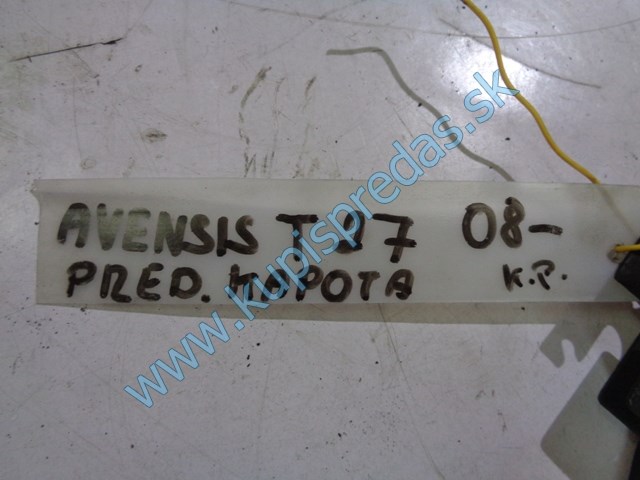 AVENSIS T27 08-
PRED. KAPOTA K.P.
www.kupispredas.sk